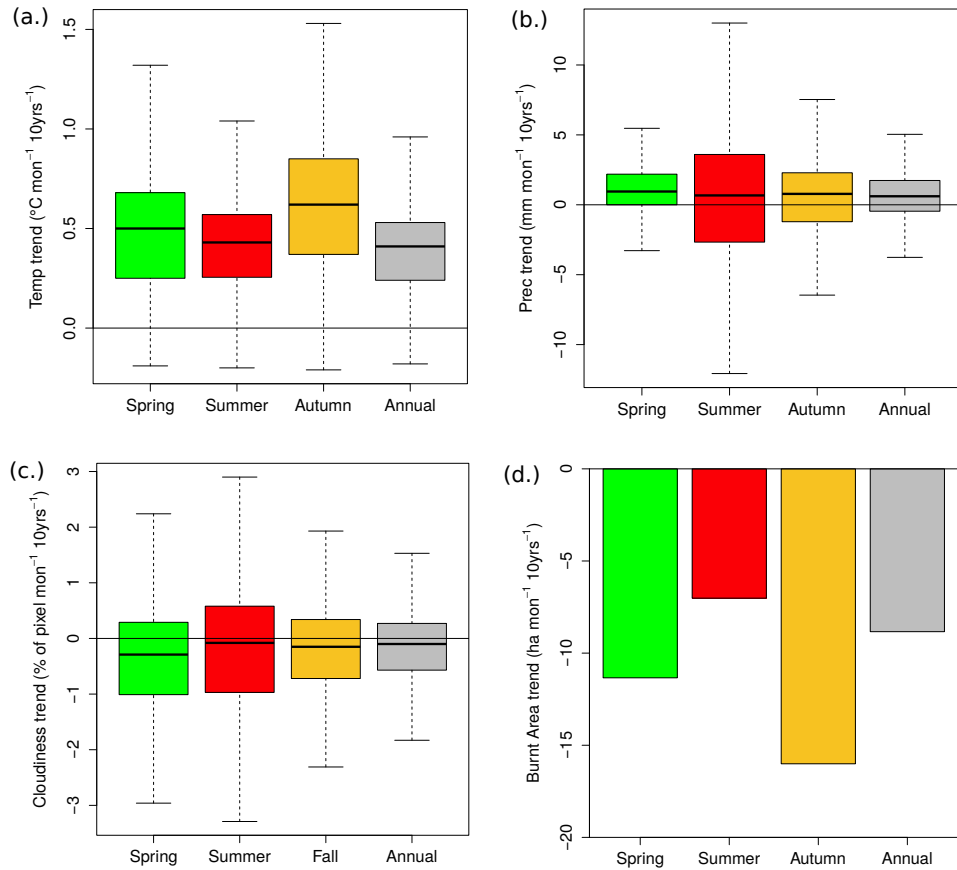 (a.)
Temp trend (°C mon⁻¹ 10yrs⁻¹)
1.5
1.0
0.5
0.0
Spring Summer Autumn Annual
(b.)
Prec trend (mm mon⁻¹ 10yrs⁻¹)
10
5
0
−5
−10
Spring Summer Autumn Annual
(c.)
Cloudiness trend (% of pixel mon⁻¹ 10yrs⁻¹)
3
2
1
0
−1
−2
−3
Spring Summer Fall Annual
(d.)
Burnt Area trend (ha mon⁻¹ 10yrs⁻¹)
0
−5
−10
−15
−20
Spring Summer Autumn Annual